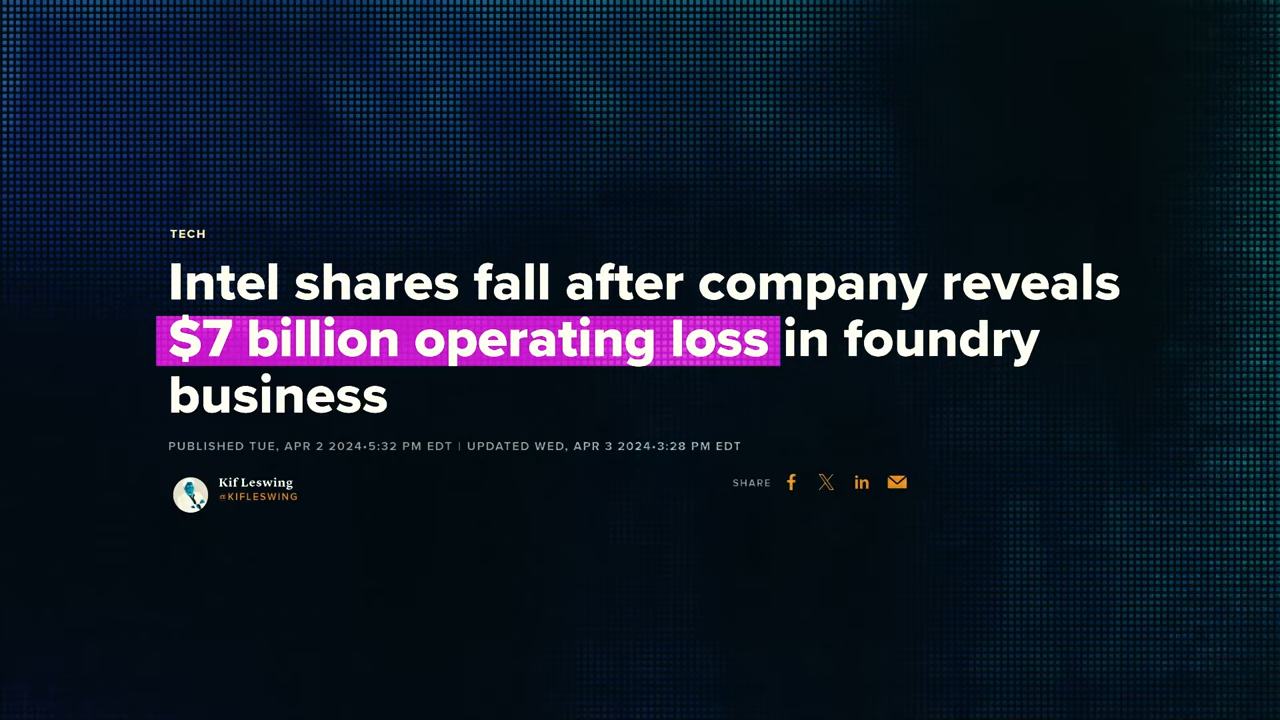 TECH
Intel shares fall after company reveals
$7 billion operating loss in foundry
business
PUBLISHED TUE, APR 2 2024•5:32 PM EDT | UPDATED WED, APR 3 2024•3:28 PM EDT
Kif Leswing
@KIFLESWING
SHARE